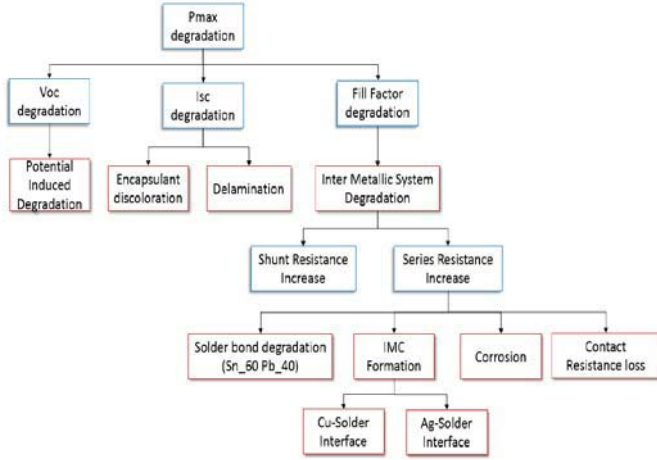 Pmax
degradation
Voc
degradation
Isc
degradation
Fill Factor
degradation
Potential
Induced
Degradation
Encapsulant
discoloration
Delamination
Inter Metallic System
Degradation
Shunt Resistance
Increase
Series Resistance
Increase
Solder bond degradation
(Sn_60 Pb_40)
IMC
Formation
Corrosion
Contact
Resistance loss
Cu-Solder
Interface
Ag-Solder
Interface